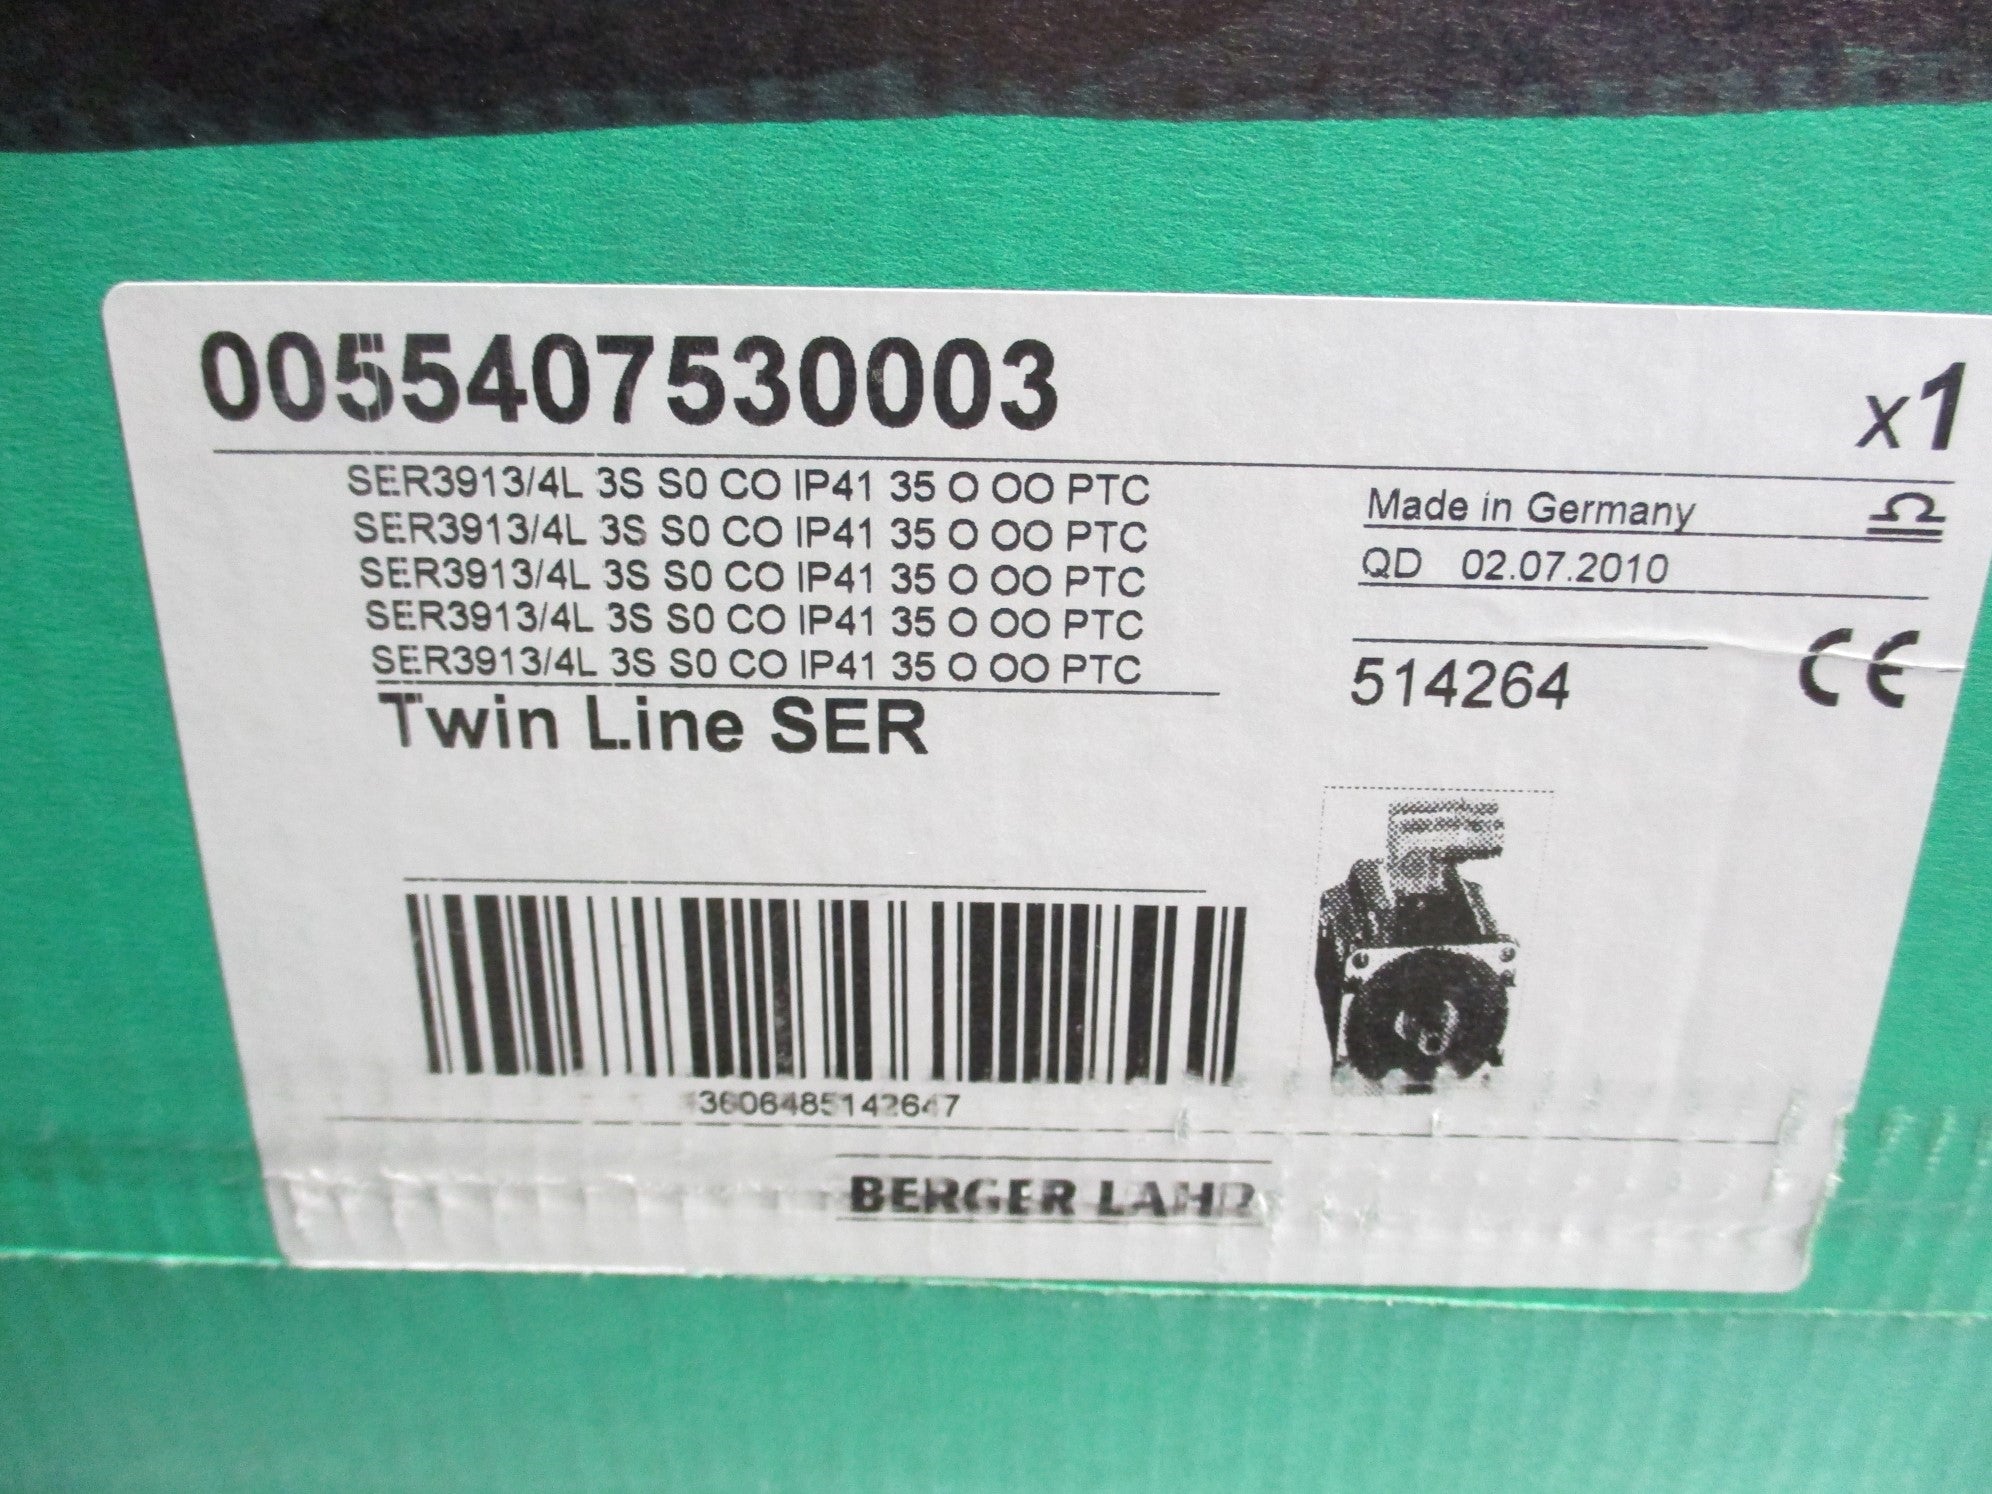 0055407530003
x1
SER3913/4L 3S S0 CO IP41 35 O OO PTC
SER3913/4L 3S S0 CO IP41 35 O OO PTC
SER3913/4L 3S S0 CO IP41 35 O OO PTC
SER3913/4L 3S S0 CO IP41 35 O OO PTC
SER3913/4L 3S S0 CO IP41 35 O OO PTC
Twin Line SER
Made in Germany
QD 02.07.2010
514264
CE
3606485142647
BERGER LAHR